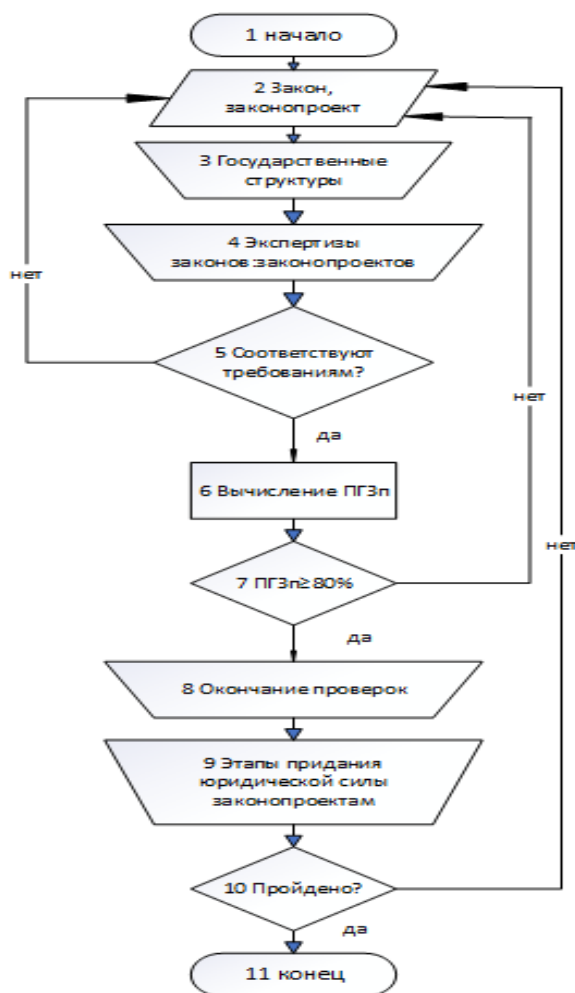 1 начало
2 Закон,
законопроект
3 Государственные
структуры
4 Экспертизы
законов:законопроектов
нет
5 Соответствуют
требованиям?
нет
да
6 Вычисление ПГЗп
нет
7 ПГЗп≥80%
да
8 Окончание проверок
9 Этапы придания
юридической силы
законопроектам
10 Пройдено?
да
11 конец